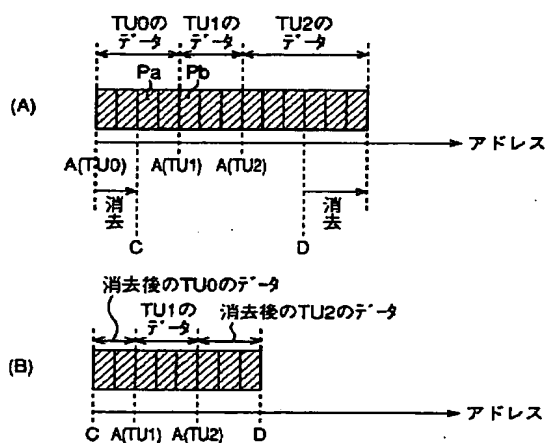 TU0の
データ
TU1の
データ
TU2の
データ
Pa
Pb
(A)
アドレス
A(TU0)
A(TU1)
A(TU2)
消去
消去
C
D
消去後のTU0のデータ
TU1の
データ
消去後のTU2のデータ
(B)
C
A(TU1)
A(TU2)
D
アドレス